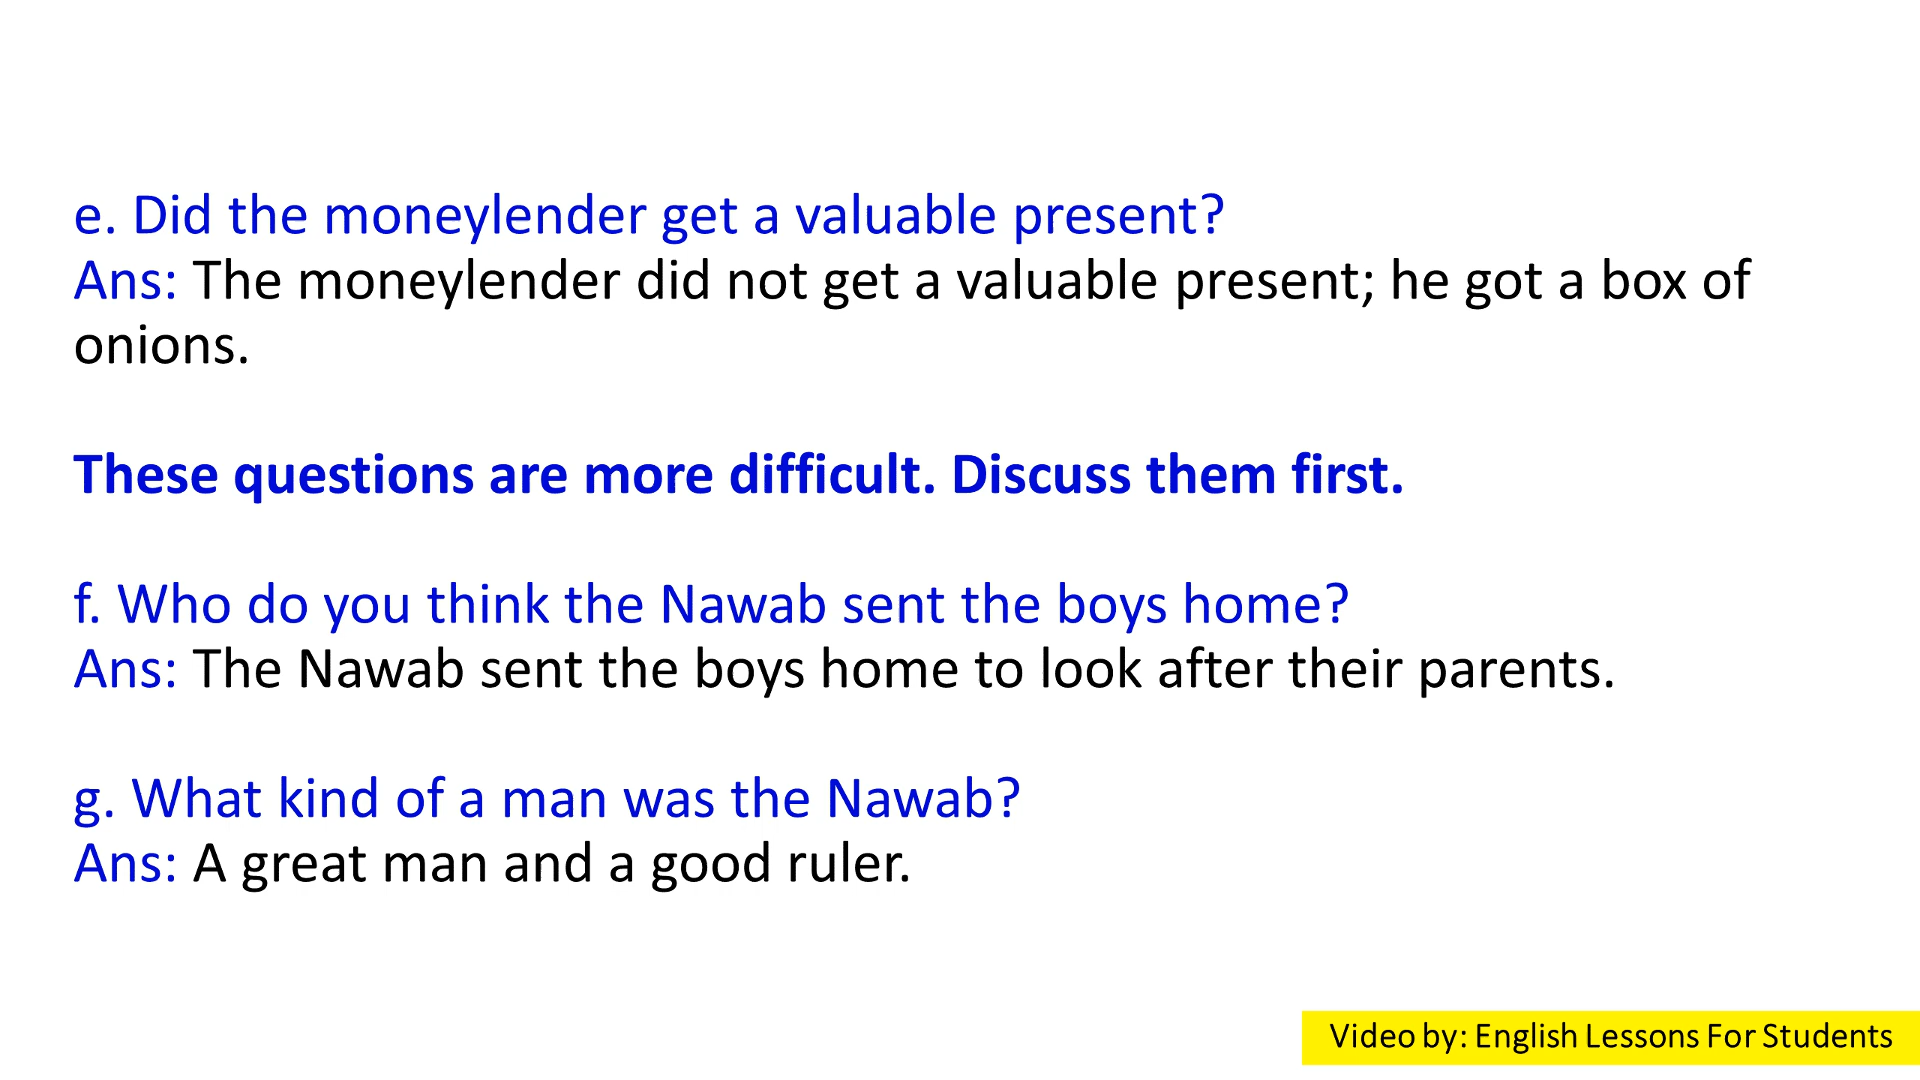 e. Did the moneylender get a valuable present?
Ans: The moneylender did not get a valuable present; he got a box of
onions.
These questions are more difficult. Discuss them first.
f. Who do you think the Nawab sent the boys home?
Ans: The Nawab sent the boys home to look after their parents.
g. What kind of a man was the Nawab?
Ans: A great man and a good ruler.
Video by: English Lessons For Students